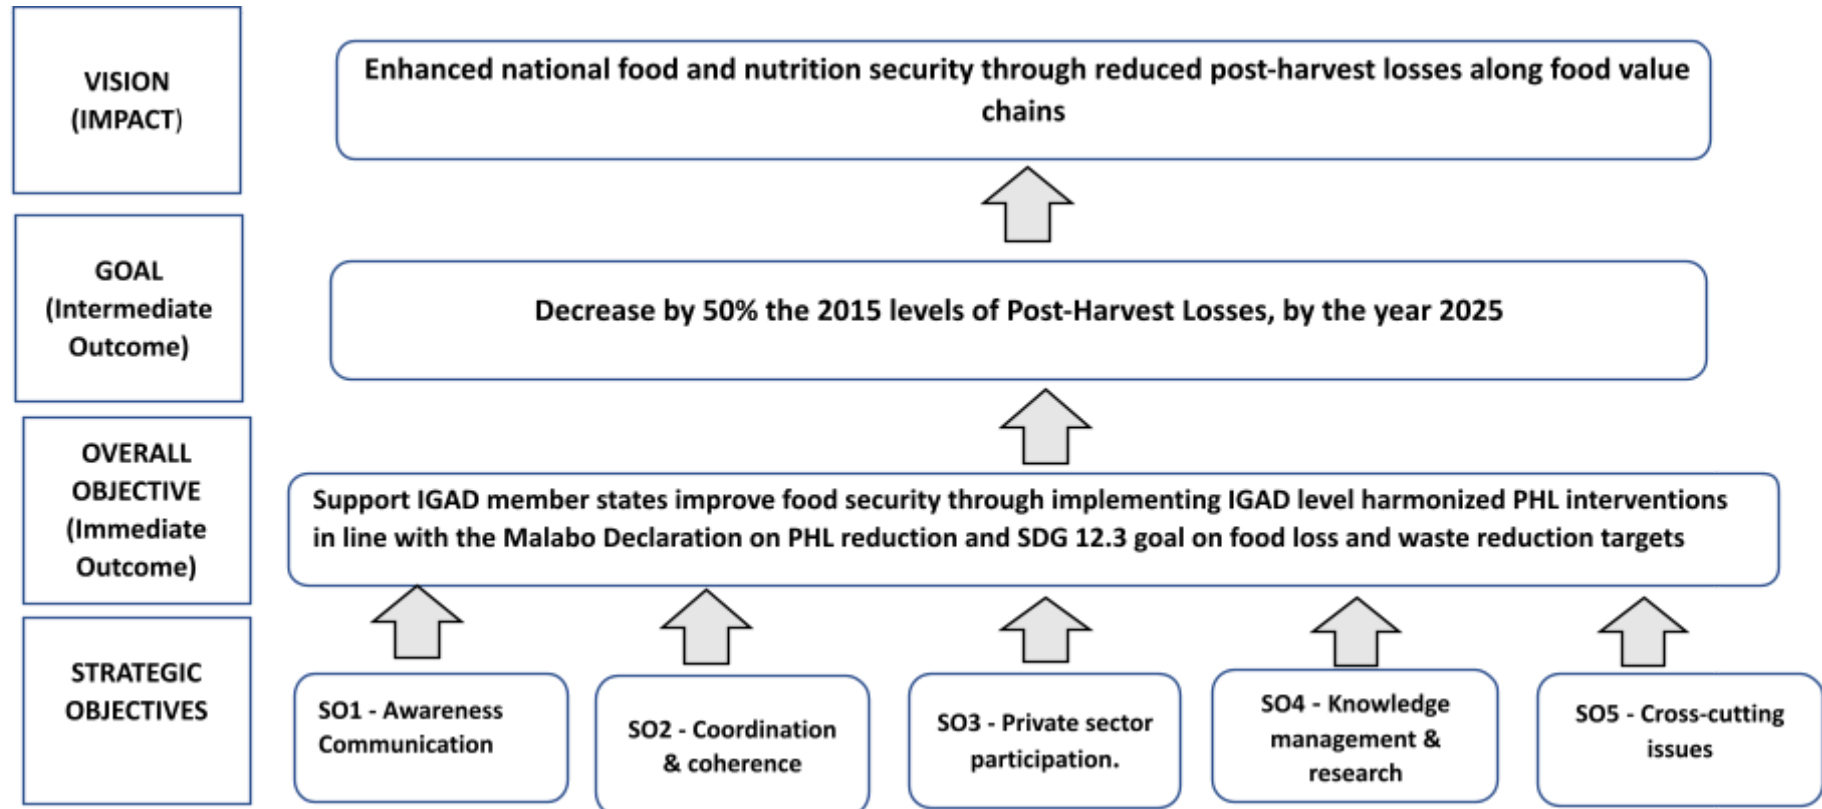 VISION
(IMPACT)
Enhanced national food and nutrition security through reduced post-harvest losses along food value
chains
GOAL
(Intermediate
Outcome)
Decrease by 50% the 2015 levels of Post-Harvest Losses, by the year 2025
OVERALL
OBJECTIVE
(Immediate
Outcome)
Support IGAD member states improve food security through implementing IGAD level harmonized PHL interventions
in line with the Malabo Declaration on PHL reduction and SDG 12.3 goal on food loss and waste reduction targets
STRATEGIC
OBJECTIVES
SO1 - Awareness
Communication
SO2 - Coordination
& coherence
SO3 - Private sector
participation.
SO4 - Knowledge
management &
research
SO5 - Cross-cutting
issues